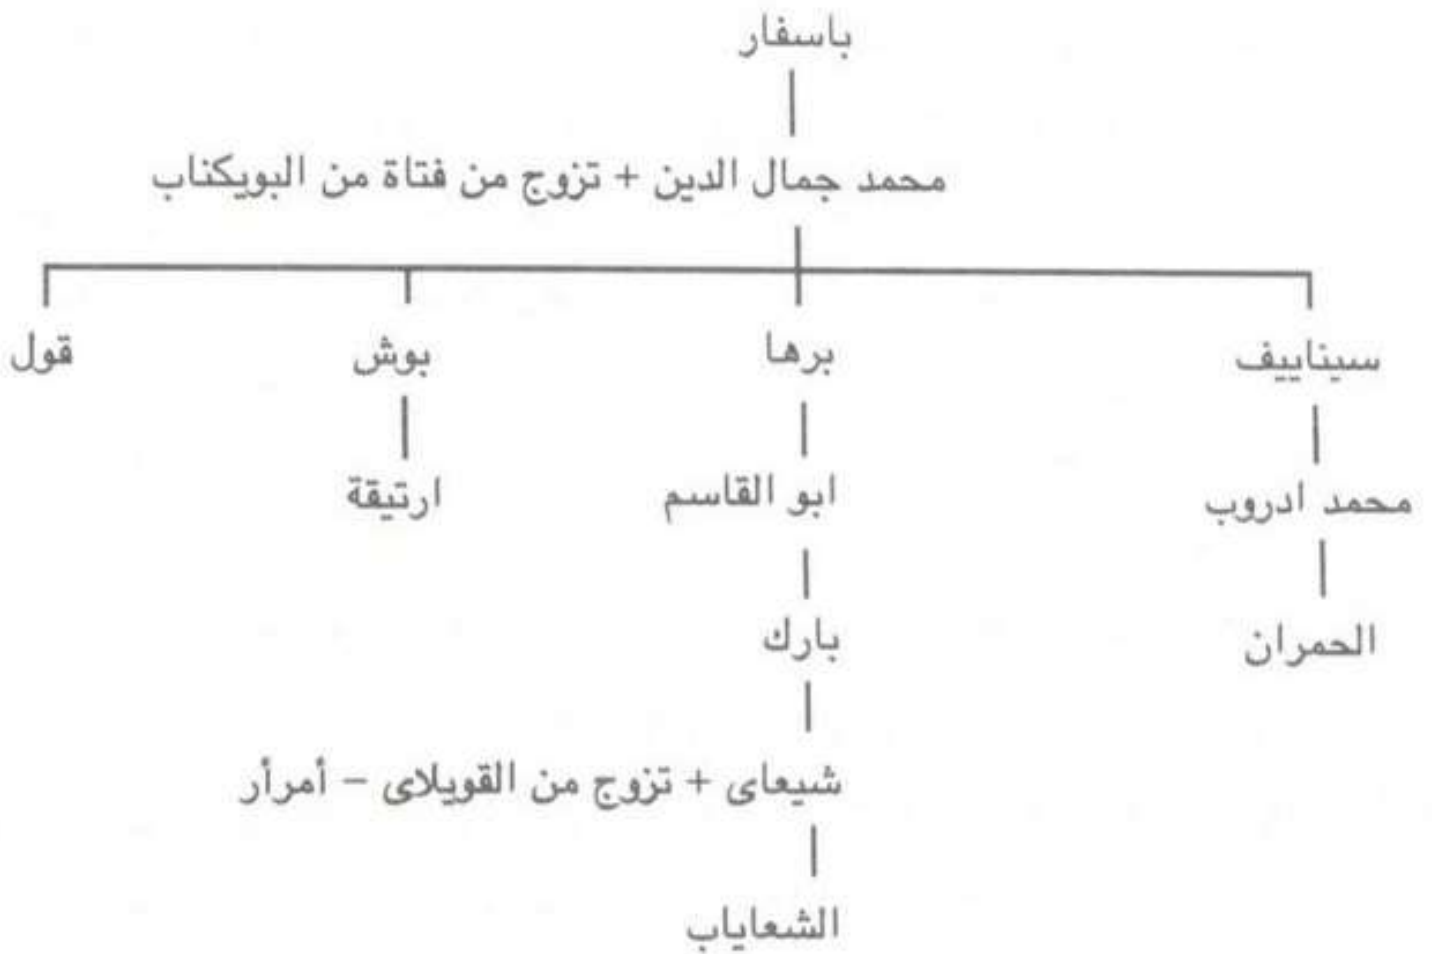 باسفار
محمد جمال الدين + تزوج من فتاة من البويكناب
سيناييف
برها
بوش
قول
محمد ادروب
ابو القاسم
ارتيقة
الحمران
بارك
شيعاى + تزوج من القويلاى – أمرأر
الشعاياب